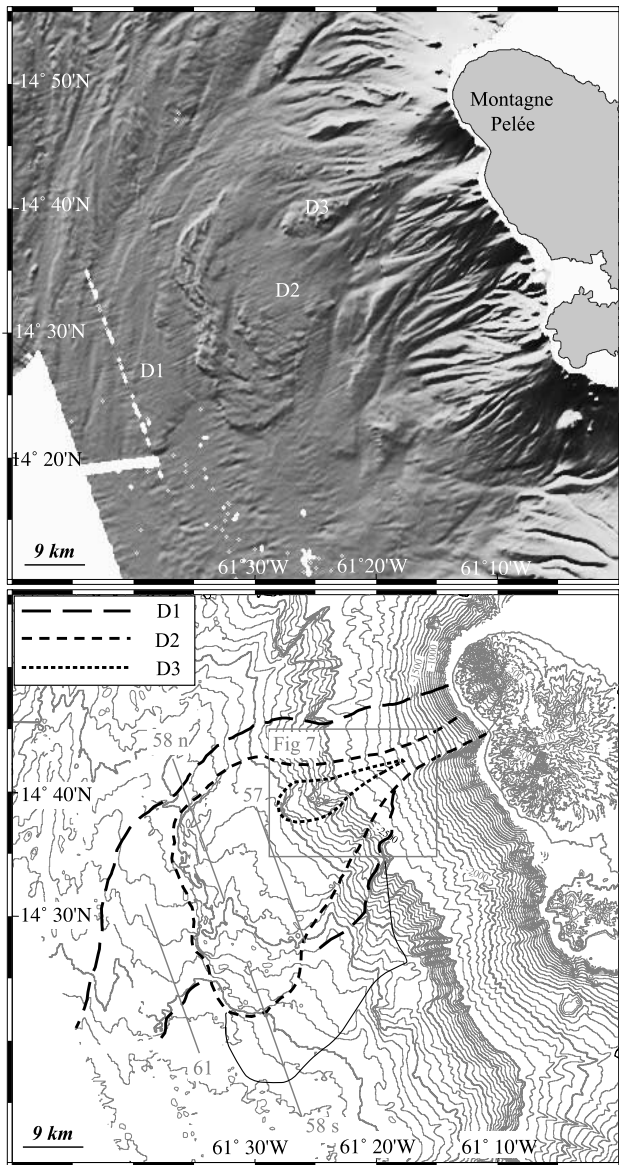 14° 50'N
Montagne
Pelée
14° 40'N
D3
D2
14° 30'N
D1
14° 20'N
9 km
61° 30'W 61° 20'W 61° 10'W
D1
D2
D3
58 n
Fig 7
14° 40'N
57
3000
14° 30'N
61
58 s
9 km
61° 30'W 61° 20'W 61° 10'W